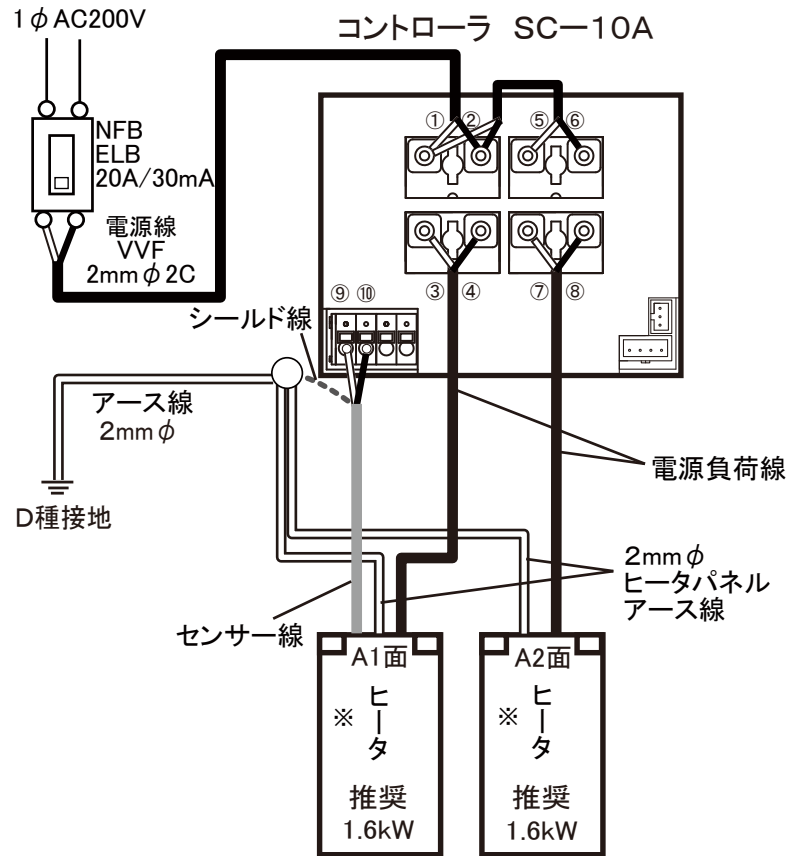 1φAC200V
コントローラ SC－10A
NFB
ELB
20A/30mA
電源線
VVF
2mmφ2C
① ② ⑤ ⑥
③ ④ ⑦ ⑧
⑨ ⑩
シールド線
アース線
2mmφ
D種接地
電源負荷線
2mmφ
ヒータパネル
アース線
センサー線
A1面
※ ヒータ
推奨
1.6kW
A2面
※ ヒータ
推奨
1.6kW